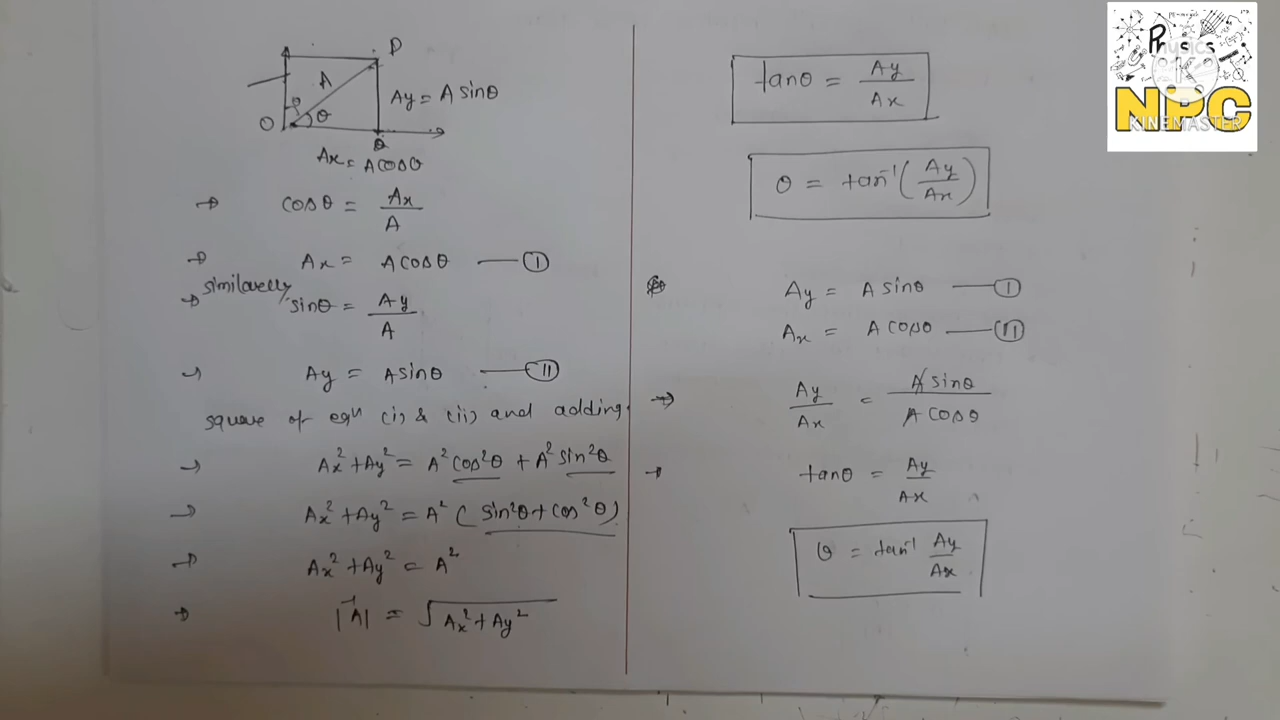 P
A
Ay = A sinθ
θ
O
θ
Q
Ax = A cosθ
→ cosθ = Ax/A
→ Ax = A cosθ —— (I)
similarelly
→ sinθ = Ay/A
→ Ay = A sinθ —— (II)
square of eqⁿ (i) & (ii) and adding.
→ Ax² + Ay² = A² cos²θ + A² sin²θ
→ Ax² + Ay² = A² (sin²θ + cos²θ)
→ Ax² + Ay² = A²
→ |A⃗| = √Ax² + Ay²
tanθ = Ay/Ax
θ = tan⁻¹(Ay/Ax)
Ay = A sinθ —— (I)
Ax = A cosθ —— (II)
→ Ay/Ax = A sinθ/A cosθ
→ tanθ = Ay/Ax
θ = tan⁻¹ Ay/Ax
Physics
K
NPC
KINEMASTER